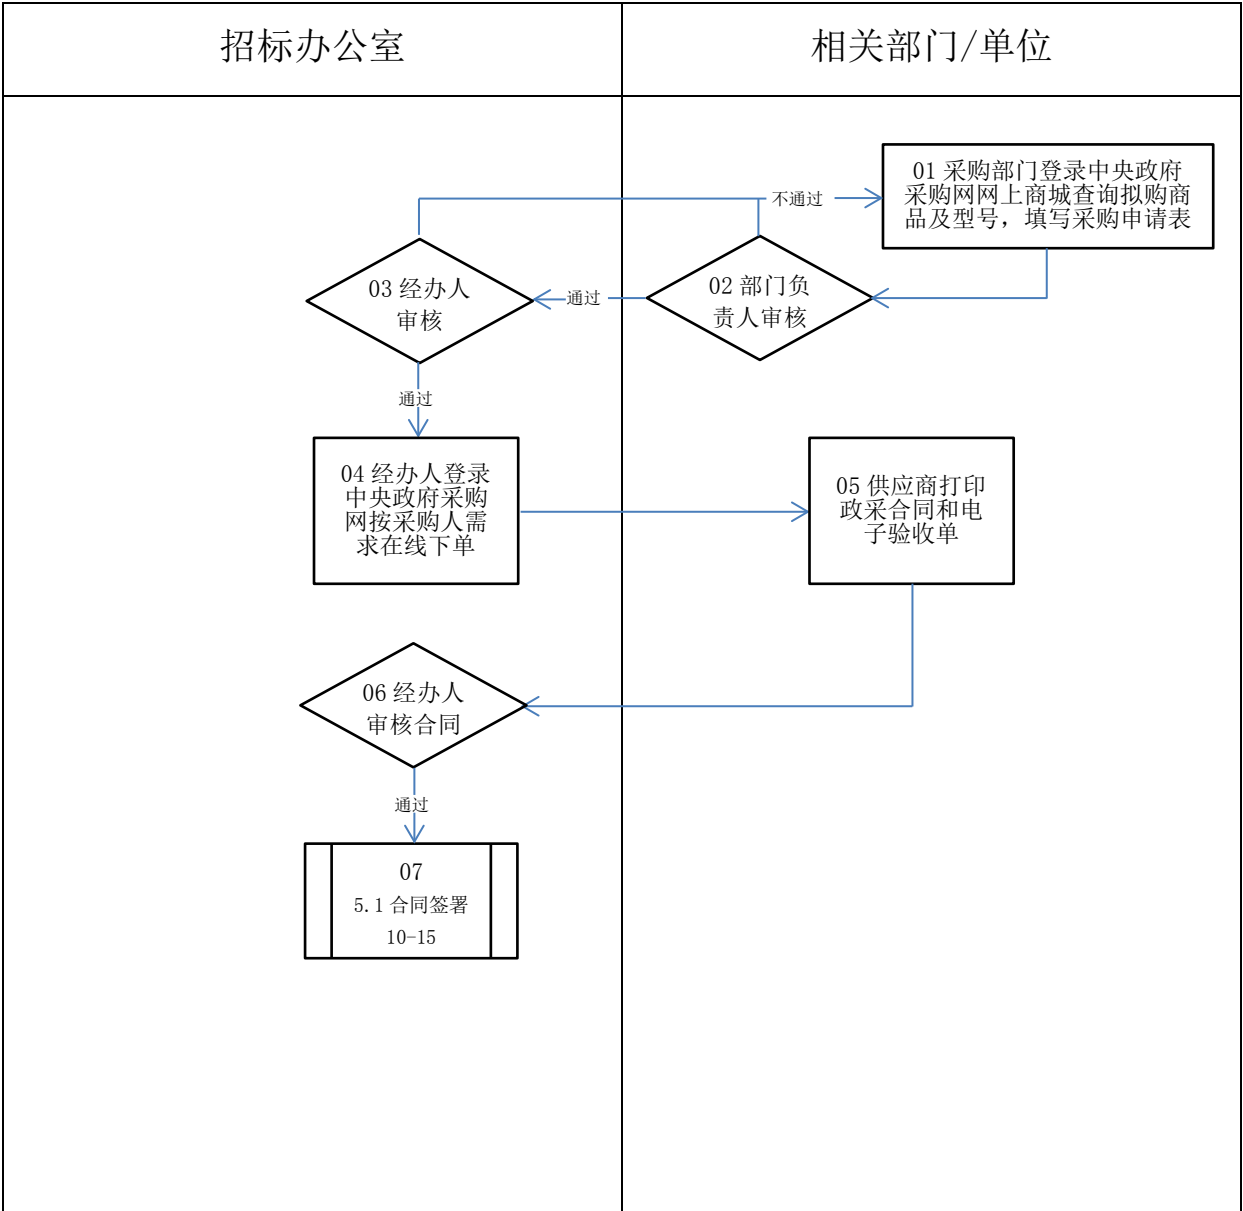 招标办公室
相关部门/单位
01 采购部门登录中央政府
采购网网上商城查询拟购商
品及型号，填写采购申请表
不通过
02 部门负
责人审核
通过
03 经办人
审核
通过
04 经办人登录
中央政府采购
网按采购人需
求在线下单
05 供应商打印
政采合同和电
子验收单
06 经办人
审核合同
通过
07
5.1 合同签署
10-15